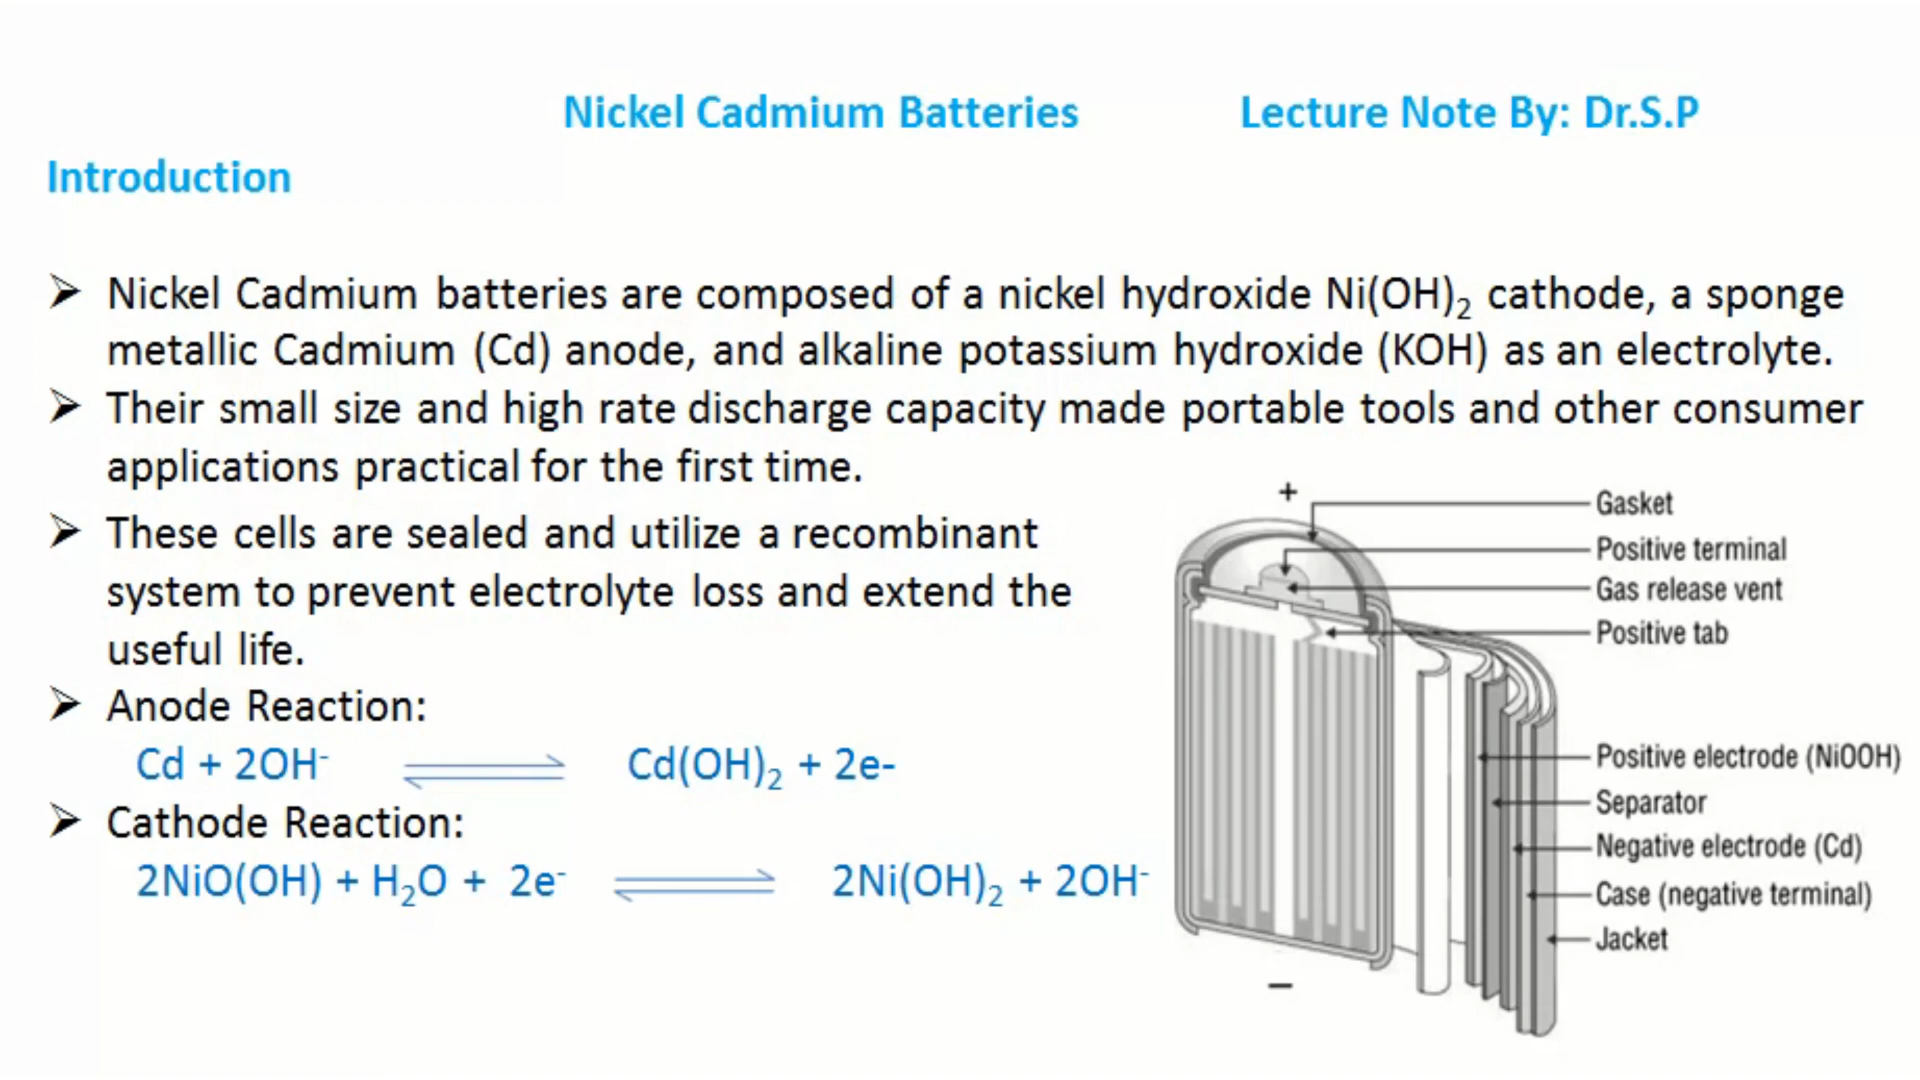 Nickel Cadmium Batteries Lecture Note By: Dr.S.P
Introduction
➢ Nickel Cadmium batteries are composed of a nickel hydroxide Ni(OH)₂ cathode, a sponge
metallic Cadmium (Cd) anode, and alkaline potassium hydroxide (KOH) as an electrolyte.
➢ Their small size and high rate discharge capacity made portable tools and other consumer
applications practical for the first time.
➢ These cells are sealed and utilize a recombinant
system to prevent electrolyte loss and extend the
useful life.
➢ Anode Reaction:
Cd + 2OH⁻ ⇌ Cd(OH)₂ + 2e-
➢ Cathode Reaction:
2NiO(OH) + H₂O + 2e⁻ ⇌ 2Ni(OH)₂ + 2OH⁻
+
Gasket
Positive terminal
Gas release vent
Positive tab
Positive electrode (NiOOH)
Separator
Negative electrode (Cd)
Case (negative terminal)
Jacket
−